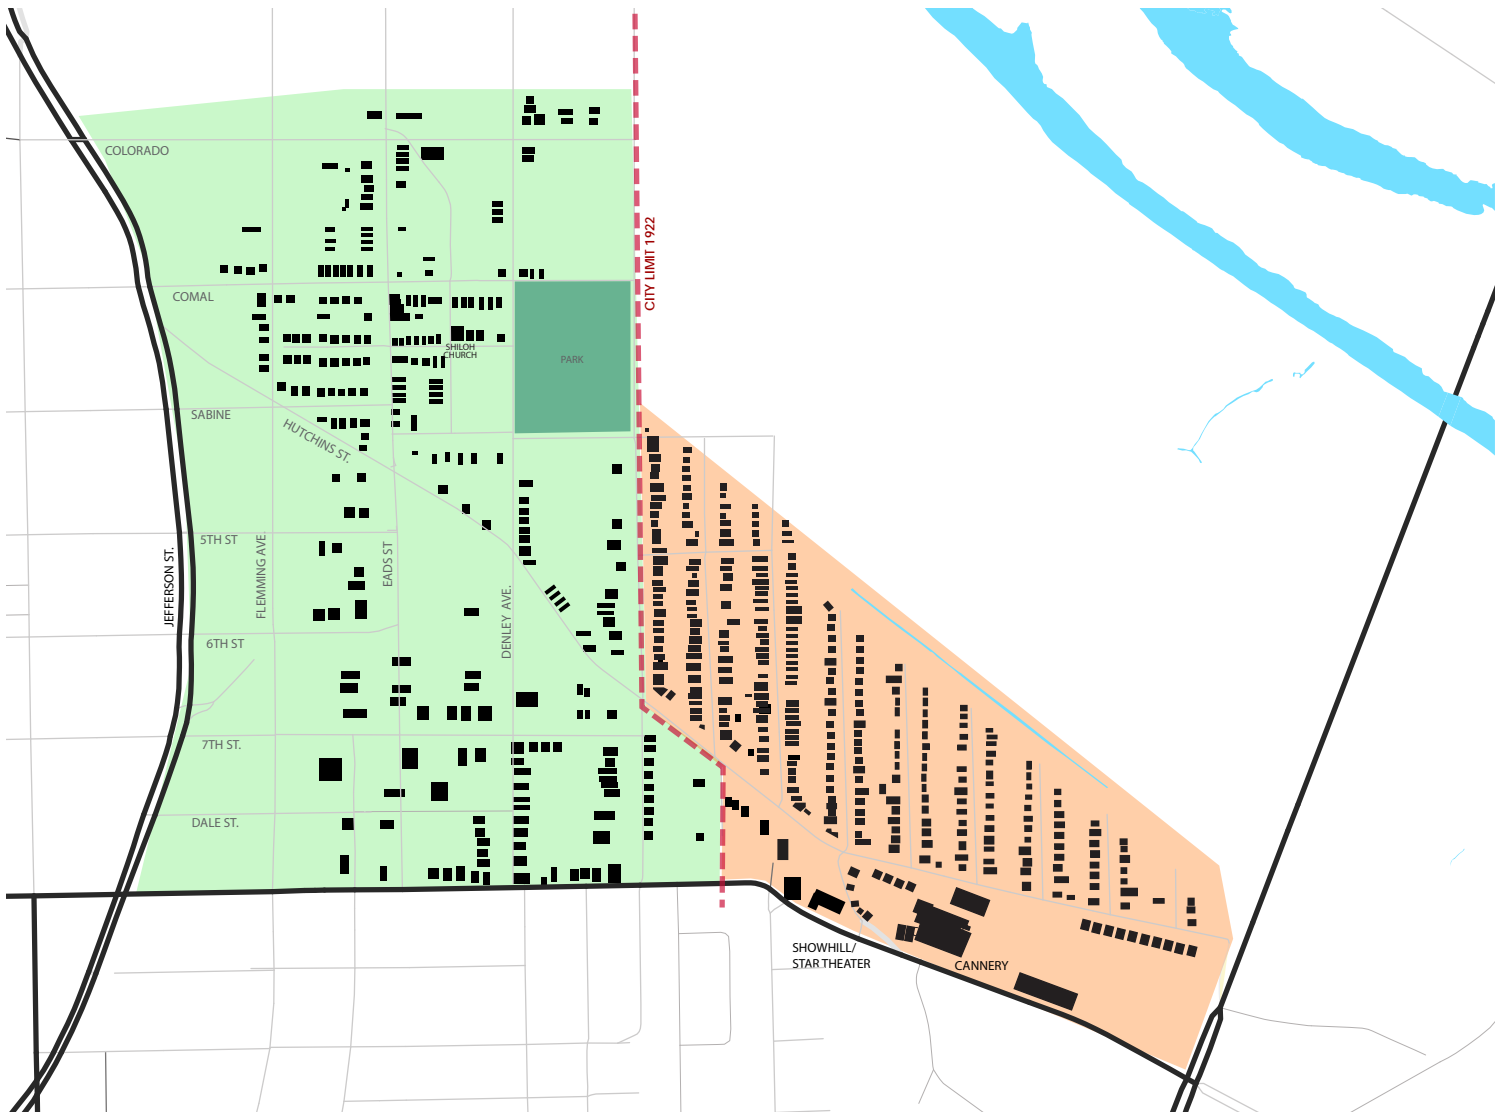 COLORADO
CITY LIMIT 1922
COMAL
SHILOH
CHURCH
PARK
SABINE
HUTCHINS ST.
5TH ST
JEFFERSON ST.
FLEMMING AVE
EADS ST
DENLEY AVE.
6TH ST
7TH ST.
DALE ST.
SHOWHILL/
STAR THEATER
CANNERY